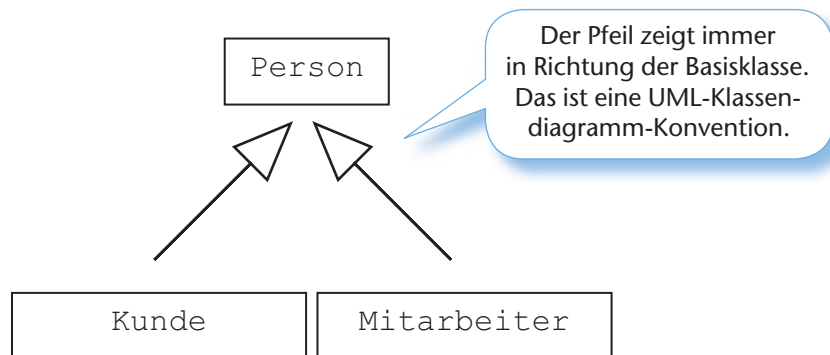 Person
Der Pfeil zeigt immer
in Richtung der Basisklasse.
Das ist eine UML-Klassen-
diagramm-Konvention.
Kunde
Mitarbeiter